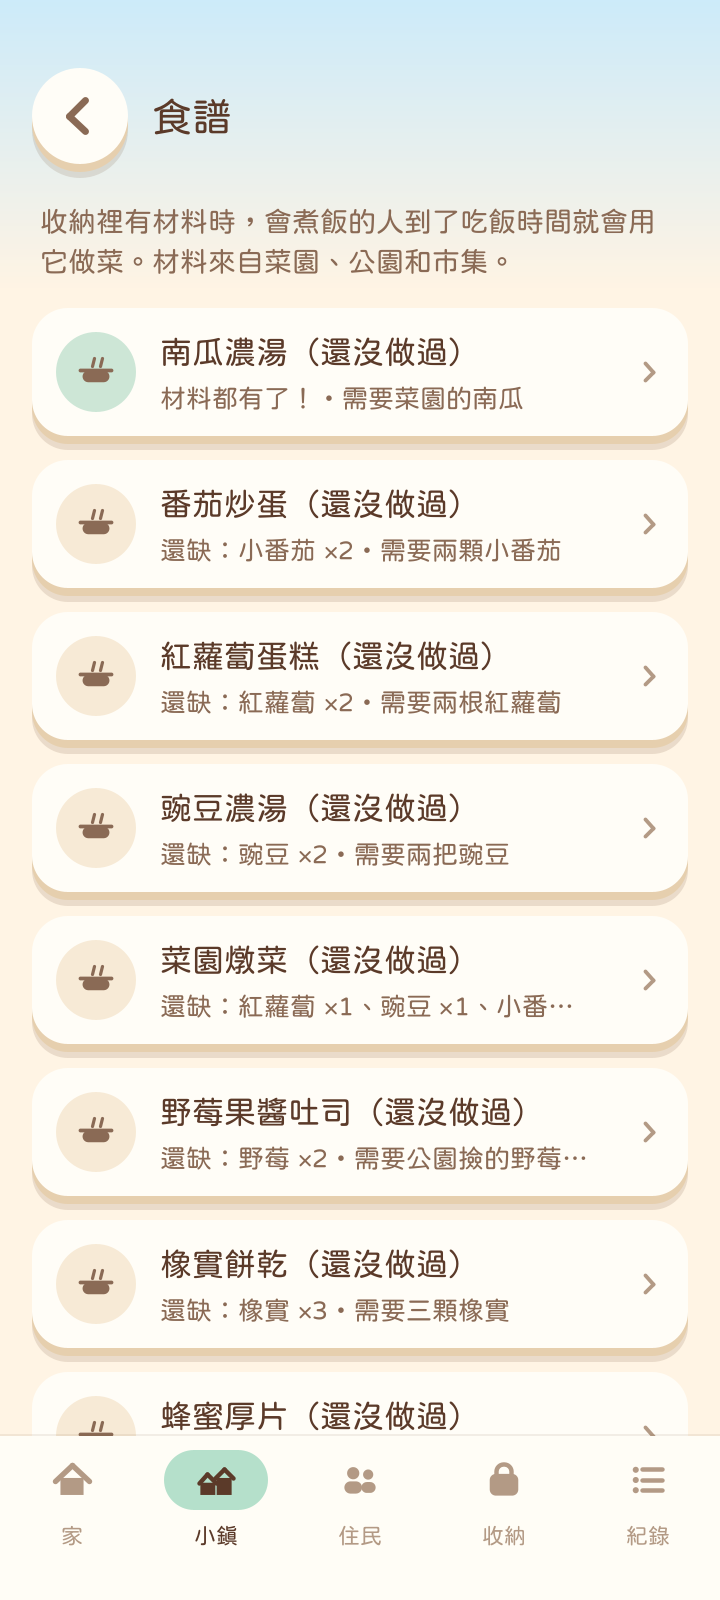 食譜
收納裡有材料時，會煮飯的人到了吃飯時間就會用
它做菜。材料來自菜園、公園和市集。
南瓜濃湯（還沒做過）
材料都有了！・需要菜園的南瓜
番茄炒蛋（還沒做過）
還缺：小番茄 ×2・需要兩顆小番茄
紅蘿蔔蛋糕（還沒做過）
還缺：紅蘿蔔 ×2・需要兩根紅蘿蔔
豌豆濃湯（還沒做過）
還缺：豌豆 ×2・需要兩把豌豆
菜園燉菜（還沒做過）
還缺：紅蘿蔔 ×1、豌豆 ×1、小番…
野莓果醬吐司（還沒做過）
還缺：野莓 ×2・需要公園撿的野莓…
橡實餅乾（還沒做過）
還缺：橡實 ×3・需要三顆橡實
蜂蜜厚片（還沒做過）
家
小鎮
住民
收納
紀錄